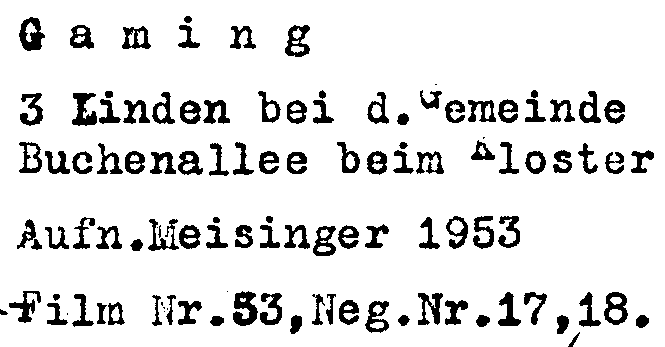 G a m i n g
3 Linden bei d.Gemeinde
Buchenallee beim Kloster
Aufn.Meisinger 1953
Film Nr.53,Neg.Nr.17,18.